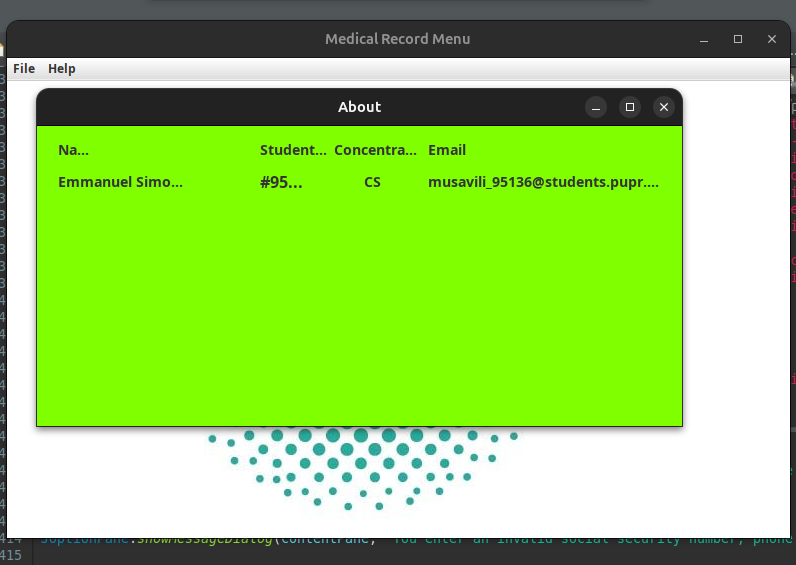 Medical Record Menu
File Help
About
Na... Student... Concentra... Email
Emmanuel Simo... #95... CS musavili_95136@students.pupr....
JOptionPane.showMessageDialog(contentPane, "You enter an invalid social security number, phone
415